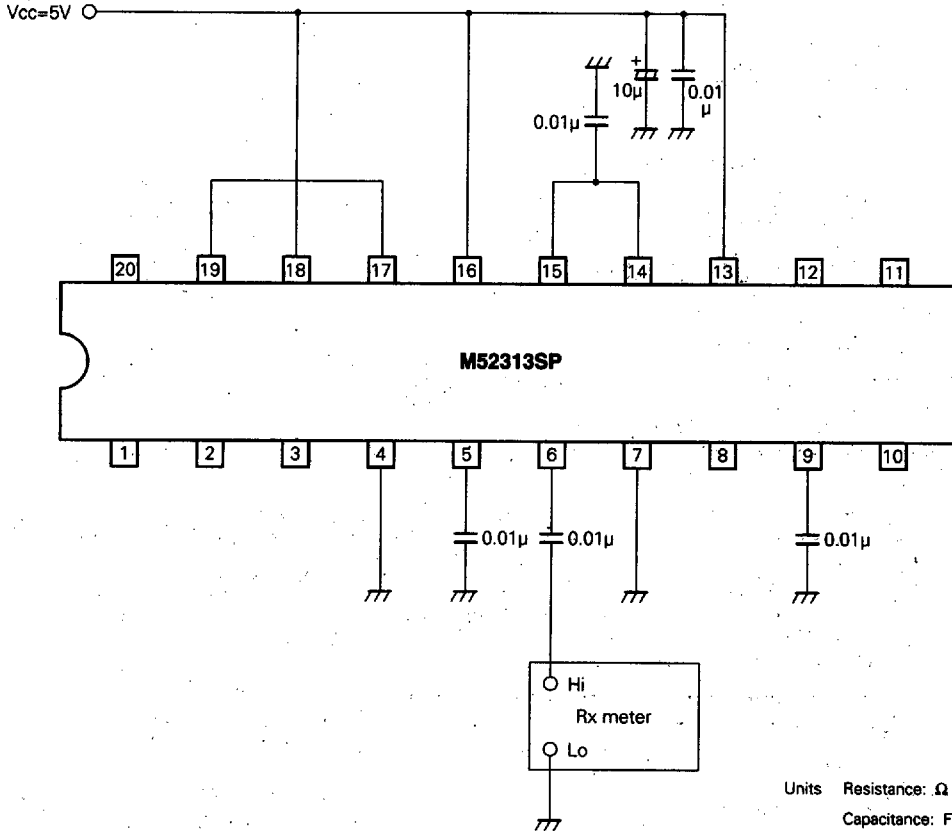 Vcc=5V
+
10μ
0.01
μ
0.01μ
20 19 18 17 16 15 14 13 12 11
M52313SP
1 2 3 4 5 6 7 8 9 10
0.01μ 0.01μ 0.01μ
Hi
Rx meter
Lo
Units Resistance: Ω
Capacitance: F